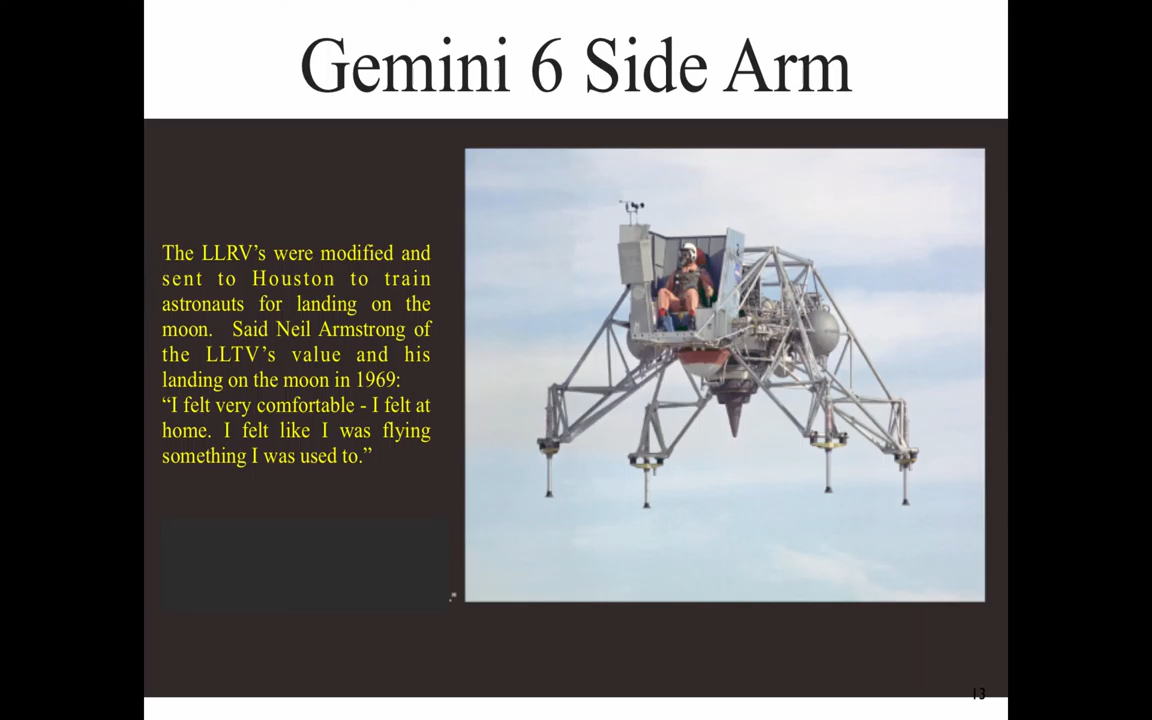 Gemini 6 Side Arm
The LLRV’s were modified and
sent to Houston to train
astronauts for landing on the
moon. Said Neil Armstrong of
the LLTV’s value and his
landing on the moon in 1969:
“I felt very comfortable - I felt at
home. I felt like I was flying
something I was used to.”
13